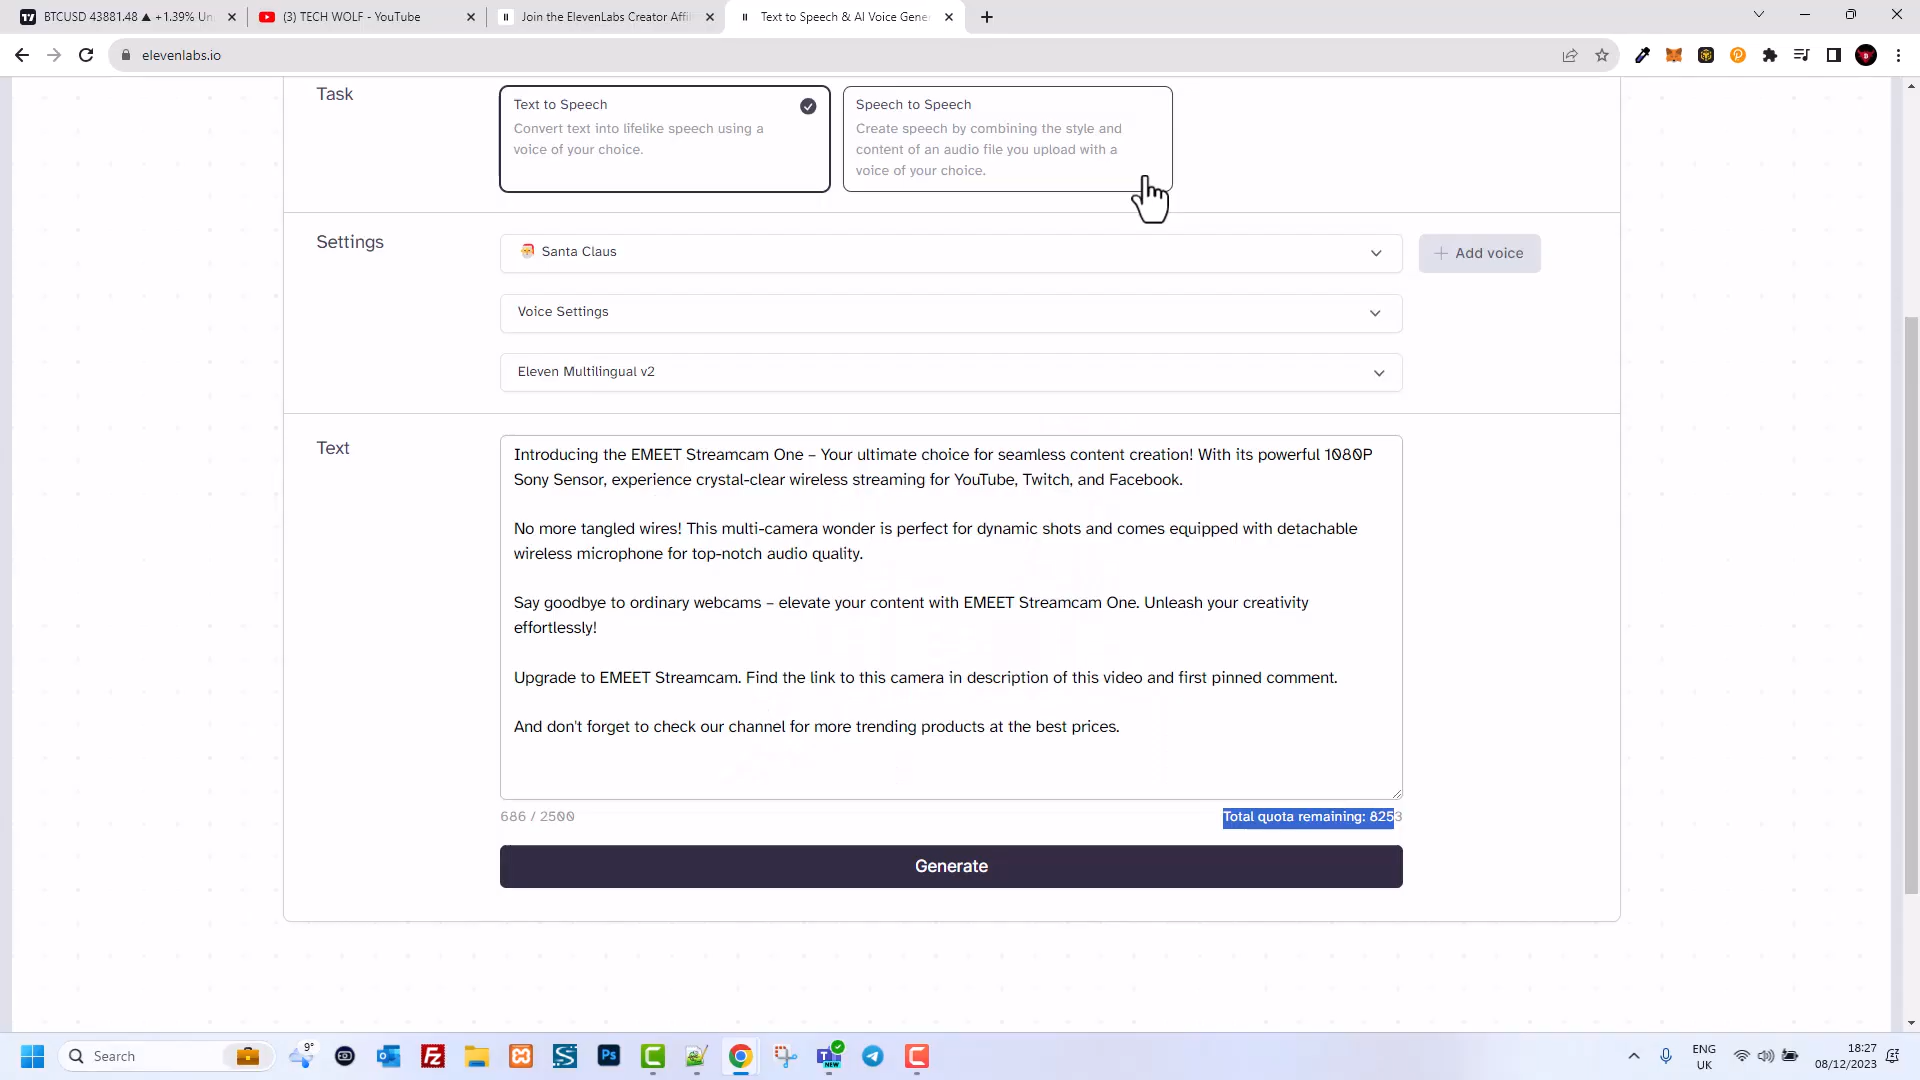 BTCUSD 43881.48 ▲ +1.39% Un
(3) TECH WOLF - YouTube
Join the ElevenLabs Creator Affil
Text to Speech & AI Voice Gene
elevenlabs.io
Task
Text to Speech
Convert text into lifelike speech using a
voice of your choice.
Speech to Speech
Create speech by combining the style and
content of an audio file you upload with a
voice of your choice.
Settings
Santa Claus
Add voice
Voice Settings
Eleven Multilingual v2
Text
Introducing the EMEET Streamcam One – Your ultimate choice for seamless content creation! With its powerful 1080P
Sony Sensor, experience crystal-clear wireless streaming for YouTube, Twitch, and Facebook.
No more tangled wires! This multi-camera wonder is perfect for dynamic shots and comes equipped with detachable
wireless microphone for top-notch audio quality.
Say goodbye to ordinary webcams – elevate your content with EMEET Streamcam One. Unleash your creativity
effortlessly!
Upgrade to EMEET Streamcam. Find the link to this camera in description of this video and first pinned comment.
And don't forget to check our channel for more trending products at the best prices.
686 / 2500
Total quota remaining: 8253
Generate
Search
9°
Ps
NEW
ENG
UK
18:27
08/12/2023